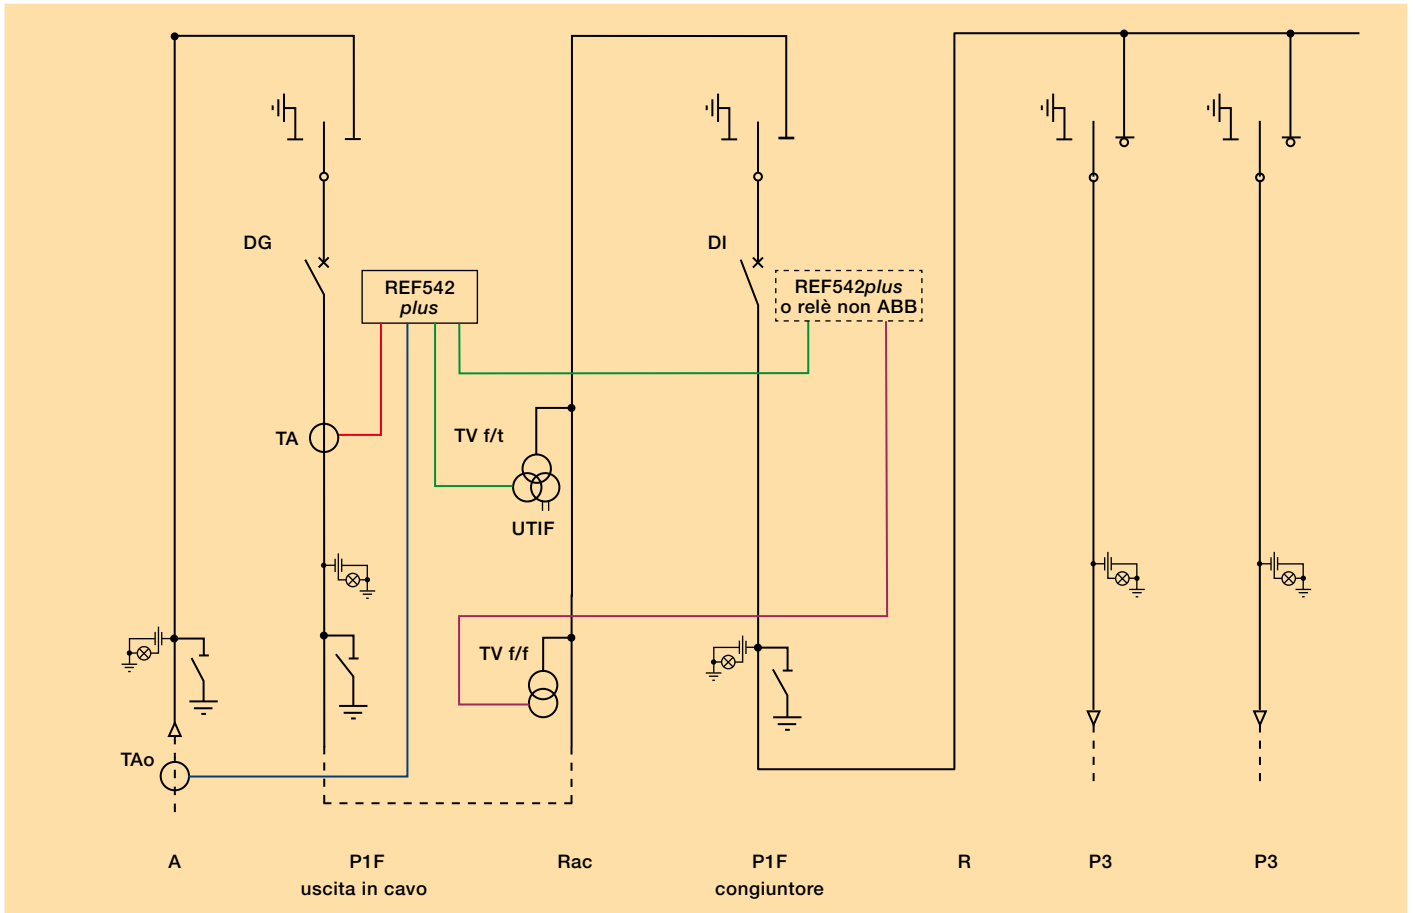 DG
DI
REF542
plus
REF542plus
o relè non ABB
TA
TV f/t
UTIF
TV f/f
TAo
A
P1F
uscita in cavo
Rac
P1F
congiuntore
R
P3
P3